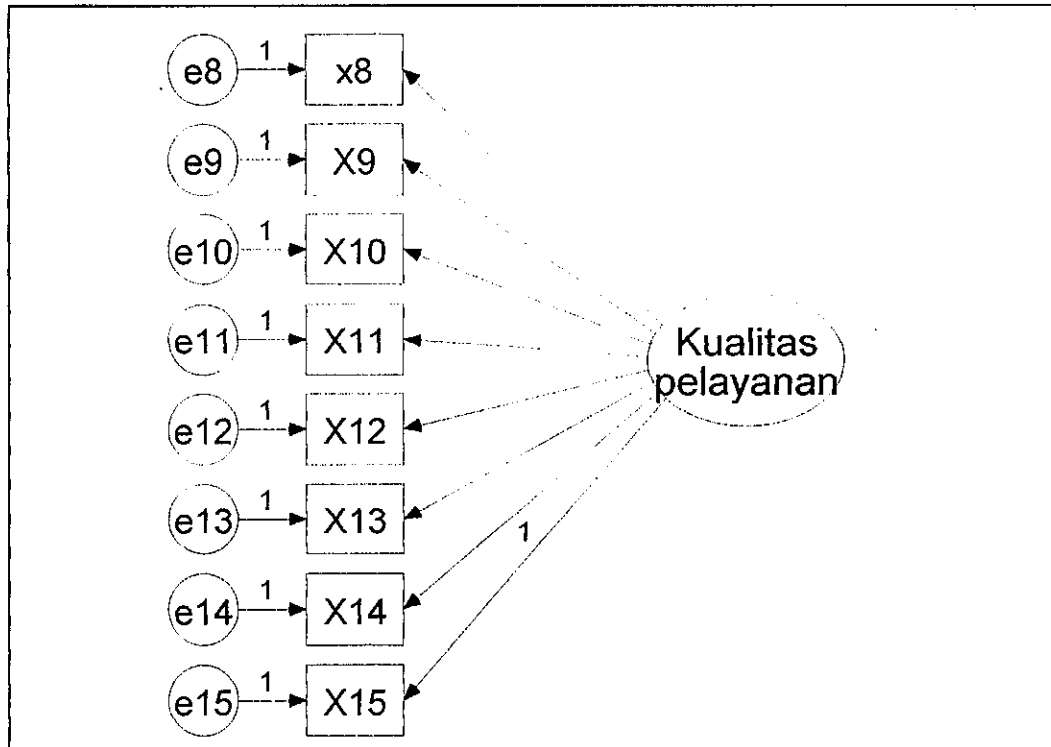 e8 1 x8
e9 1 X9
e10 1 X10
e11 1 X11
Kualitas
pelayanan
e12 1 X12
e13 1 X13
1
e14 1 X14
e15 1 X15